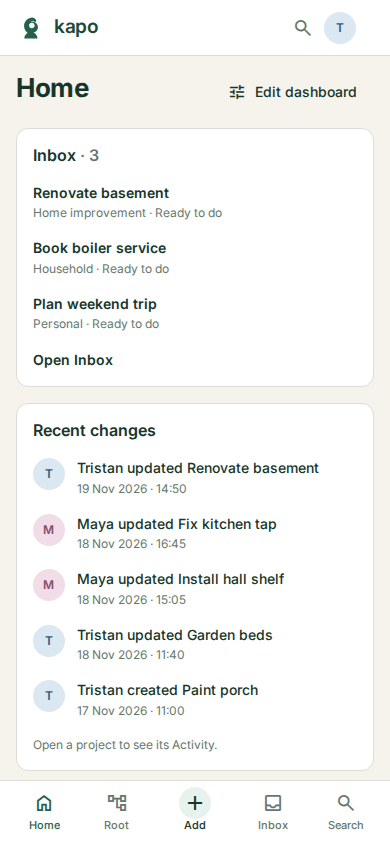 kapo
T
Home
Edit dashboard
Inbox · 3
Renovate basement
Home improvement · Ready to do
Book boiler service
Household · Ready to do
Plan weekend trip
Personal · Ready to do
Open Inbox
Recent changes
T
Tristan updated Renovate basement
19 Nov 2026 · 14:50
M
Maya updated Fix kitchen tap
18 Nov 2026 · 16:45
M
Maya updated Install hall shelf
18 Nov 2026 · 15:05
T
Tristan updated Garden beds
18 Nov 2026 · 11:40
T
Tristan created Paint porch
17 Nov 2026 · 11:00
Open a project to see its Activity.
Home
Root
Add
Inbox
Search